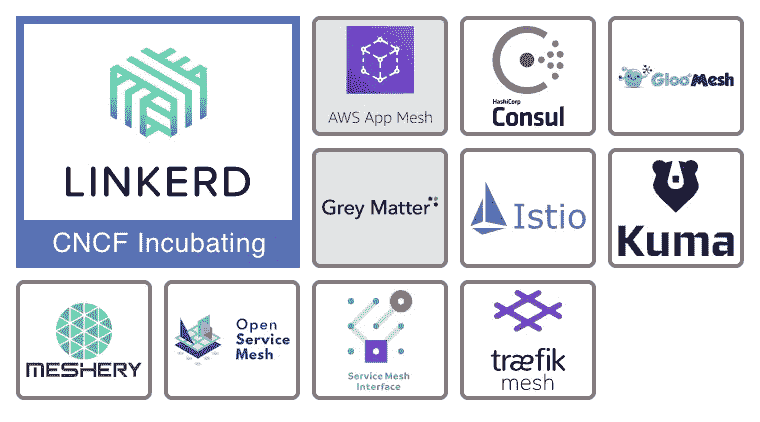 LINKERD
CNCF Incubating
AWS App Mesh
HashiCorp
Consul
Gloo Mesh
Grey Matter
Istio
Kuma
MESHERY
Open
Service
Mesh
Service Mesh
Interface
træfik
mesh